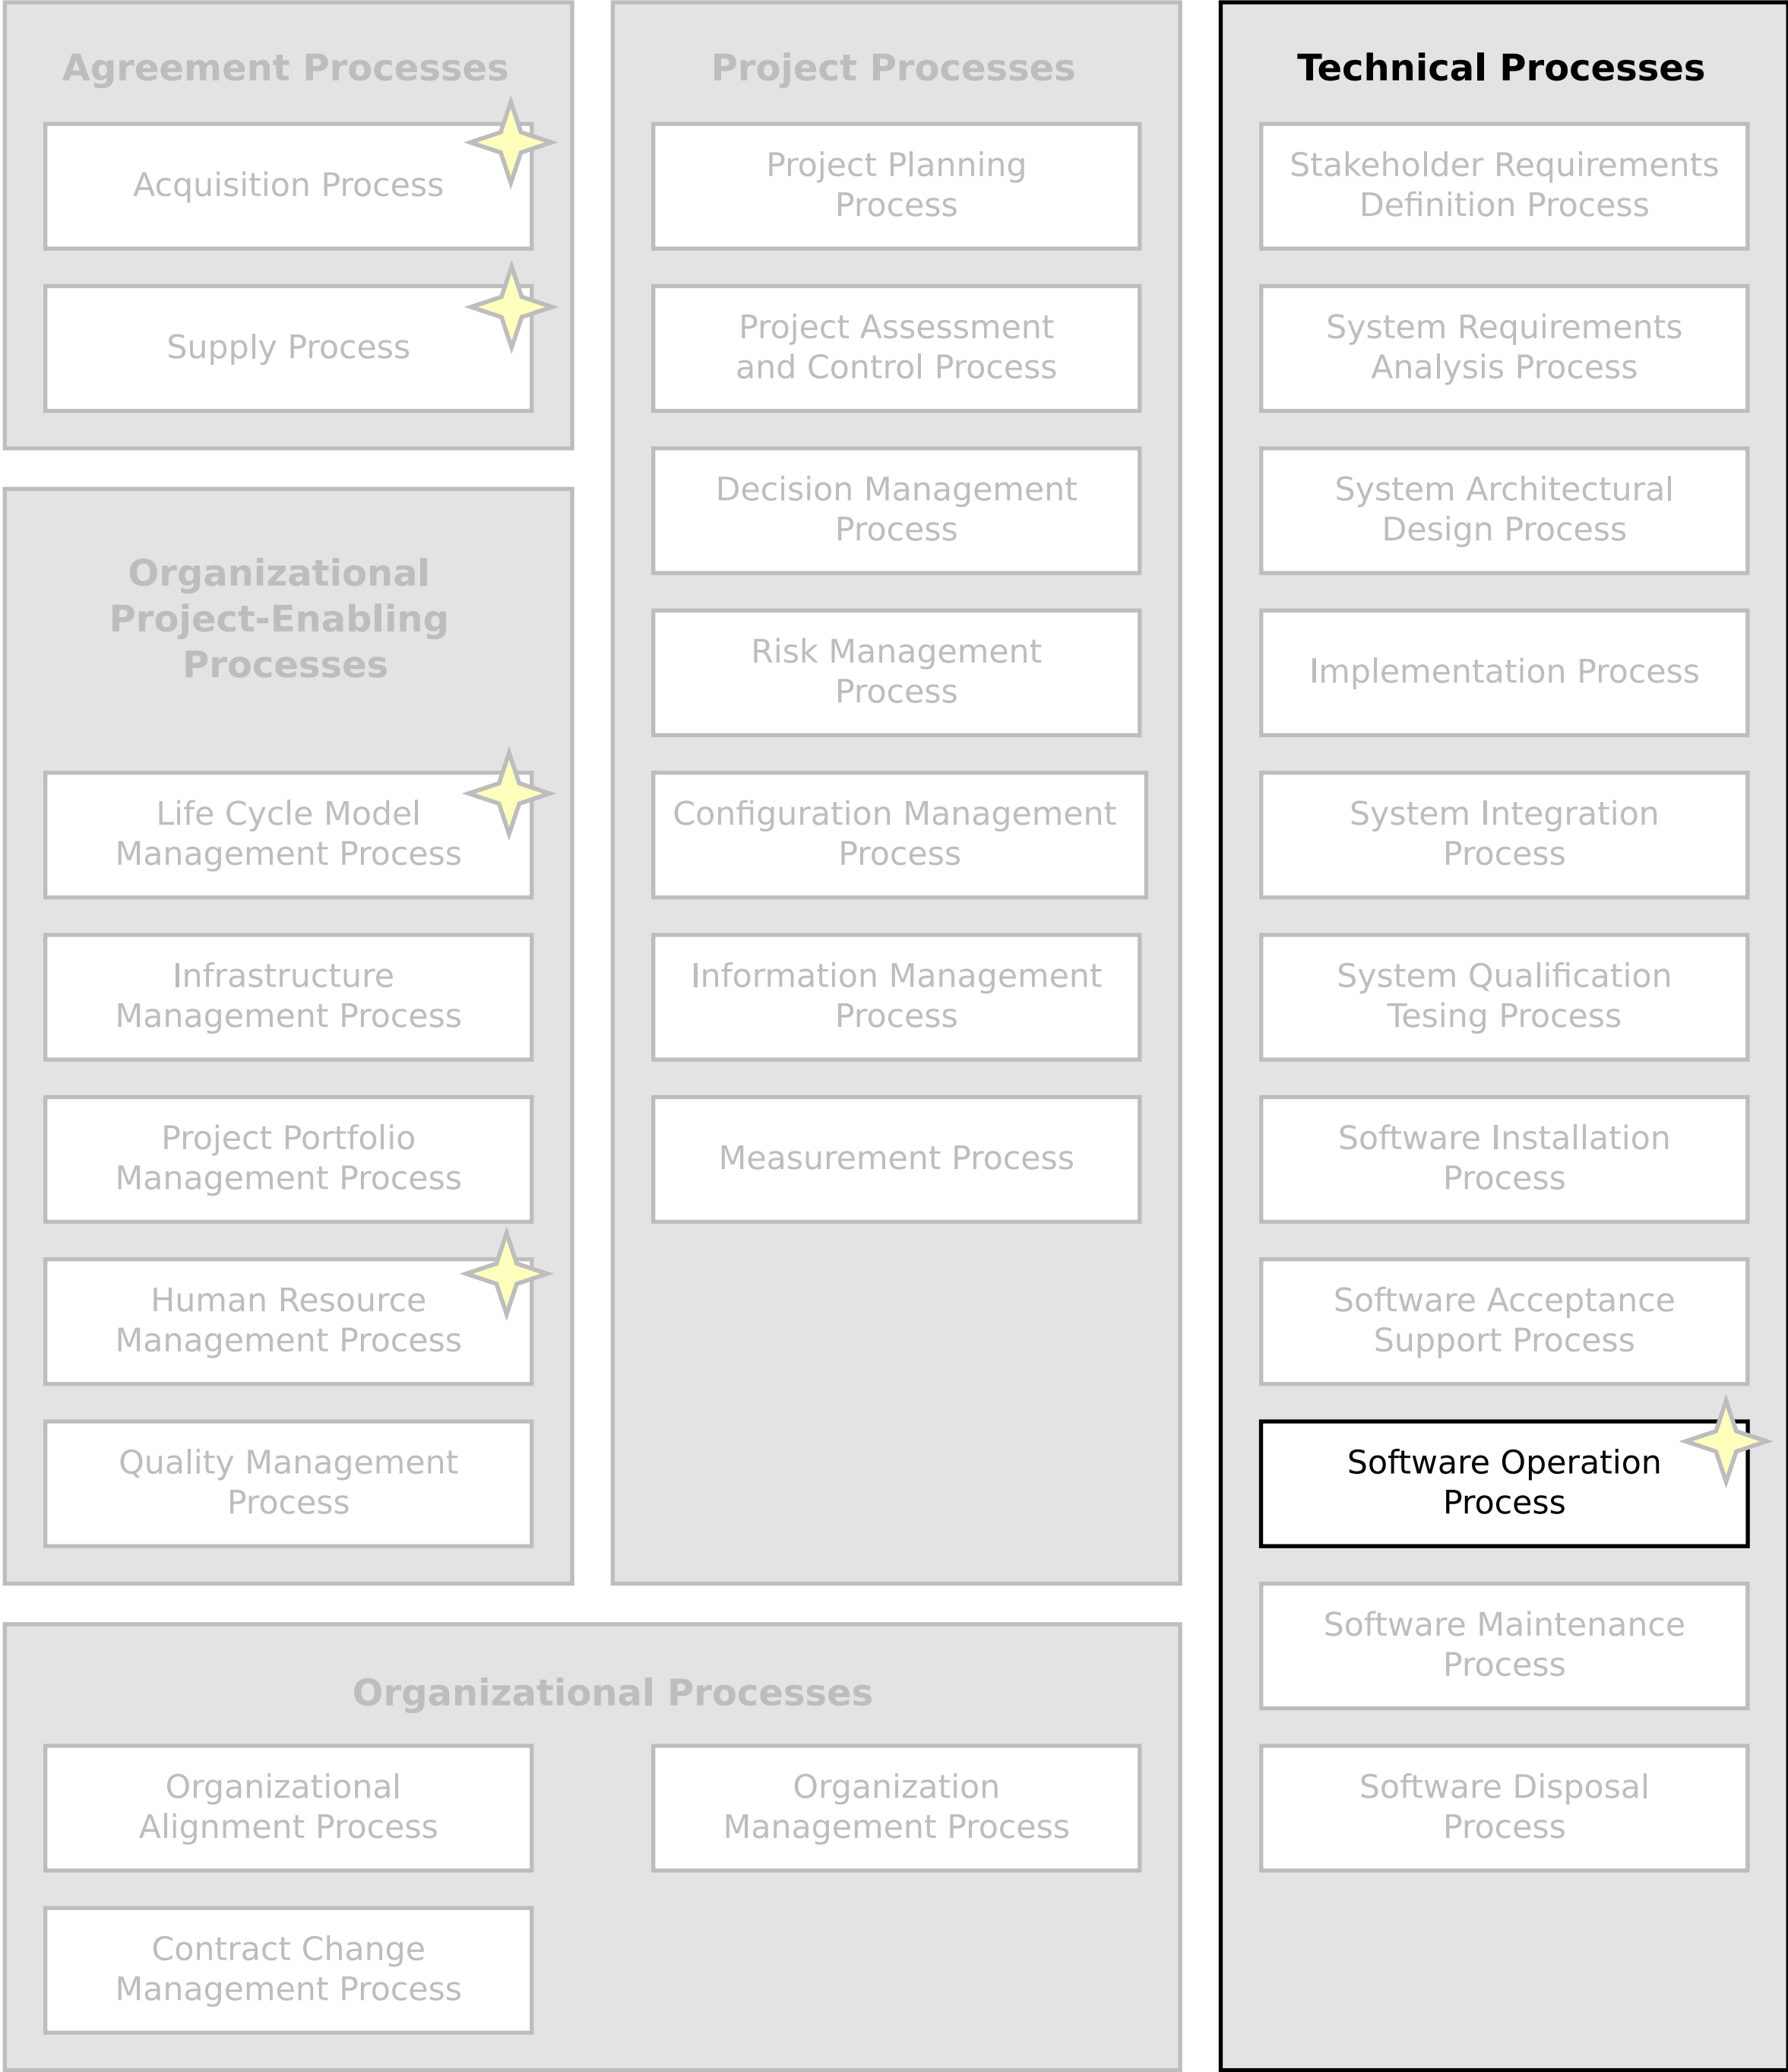 Agreement Processes
Acquisition Process
Supply Process
Organizational
Project-Enabling
Processes
Life Cycle Model
Management Process
Infrastructure
Management Process
Project Portfolio
Management Process
Human Resource
Management Process
Quality Management
Process
Project Processes
Project Planning
Process
Project Assessment
and Control Process
Decision Management
Process
Risk Management
Process
Configuration Management
Process
Information Management
Process
Measurement Process
Organizational Processes
Organizational
Alignment Process
Organization
Management Process
Contract Change
Management Process
Technical Processes
Stakeholder Requirements
Definition Process
System Requirements
Analysis Process
System Architectural
Design Process
Implementation Process
System Integration
Process
System Qualification
Tesing Process
Software Installation
Process
Software Acceptance
Support Process
Software Operation
Process
Software Maintenance
Process
Software Disposal
Process